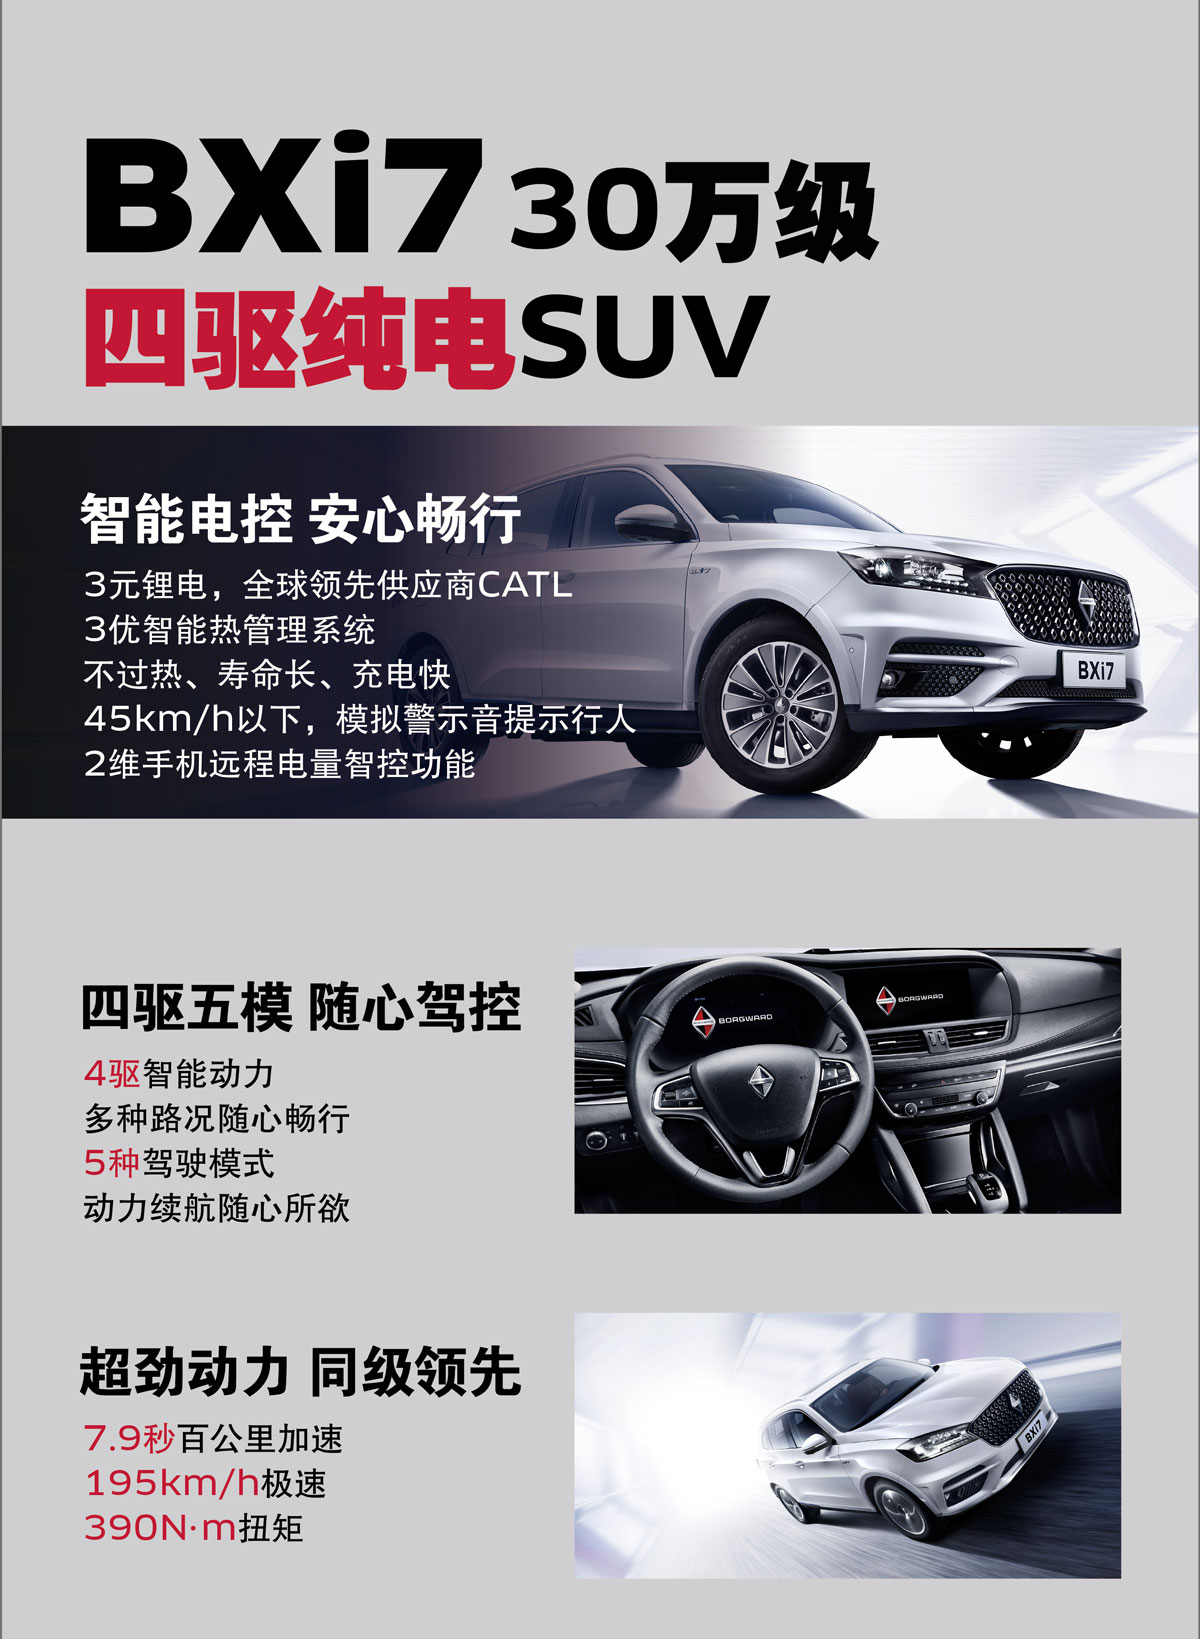 BXi7 30万级
四驱纯电SUV
智能电控 安心畅行
3元锂电，全球领先供应商CATL
3优智能热管理系统
不过热、寿命长、充电快
45km/h以下，模拟警示音提示行人
2维手机远程电量智控功能
BXi7
四驱五模 随心驾控
4驱智能动力
多种路况随心畅行
5种驾驶模式
动力续航随心所欲
BORGWARD
BORGWARD
超劲动力 同级领先
7.9秒百公里加速
195km/h极速
390N·m扭矩
BXi7